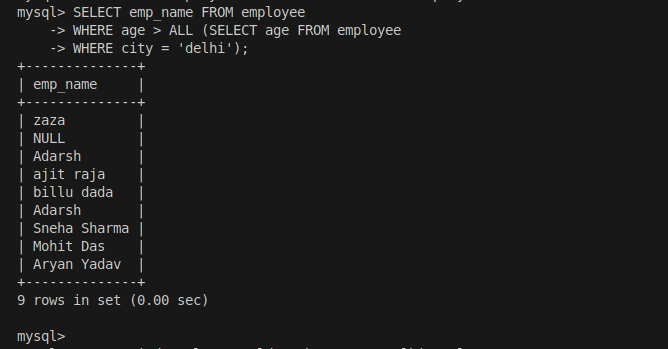 mysql> SELECT emp_name FROM employee
    -> WHERE age > ALL (SELECT age FROM employee
    -> WHERE city = 'delhi');
+--------------+
| emp_name     |
+--------------+
| zaza         |
| NULL         |
| Adarsh       |
| ajit raja    |
| billu dada   |
| Adarsh       |
| Sneha Sharma |
| Mohit Das    |
| Aryan Yadav  |
+--------------+
9 rows in set (0.00 sec)

mysql>